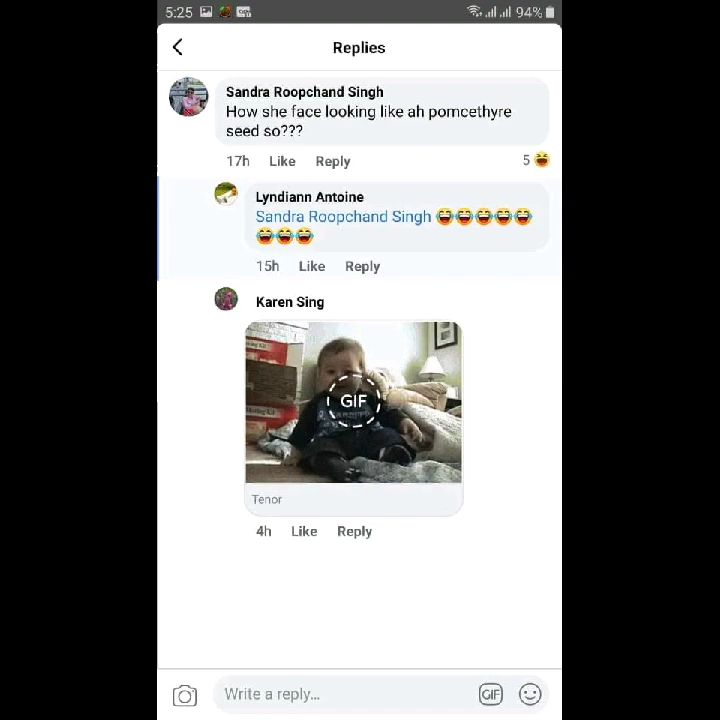 5:25
94%
Replies
Sandra Roopchand Singh
How she face looking like ah pomcethyre
seed so???
17h Like Reply 5
Lyndiann Antoine
Sandra Roopchand Singh 😂😂😂😂😂
😂😂😂
15h Like Reply
Karen Sing
GIF
Tenor
4h Like Reply
Write a reply...
GIF